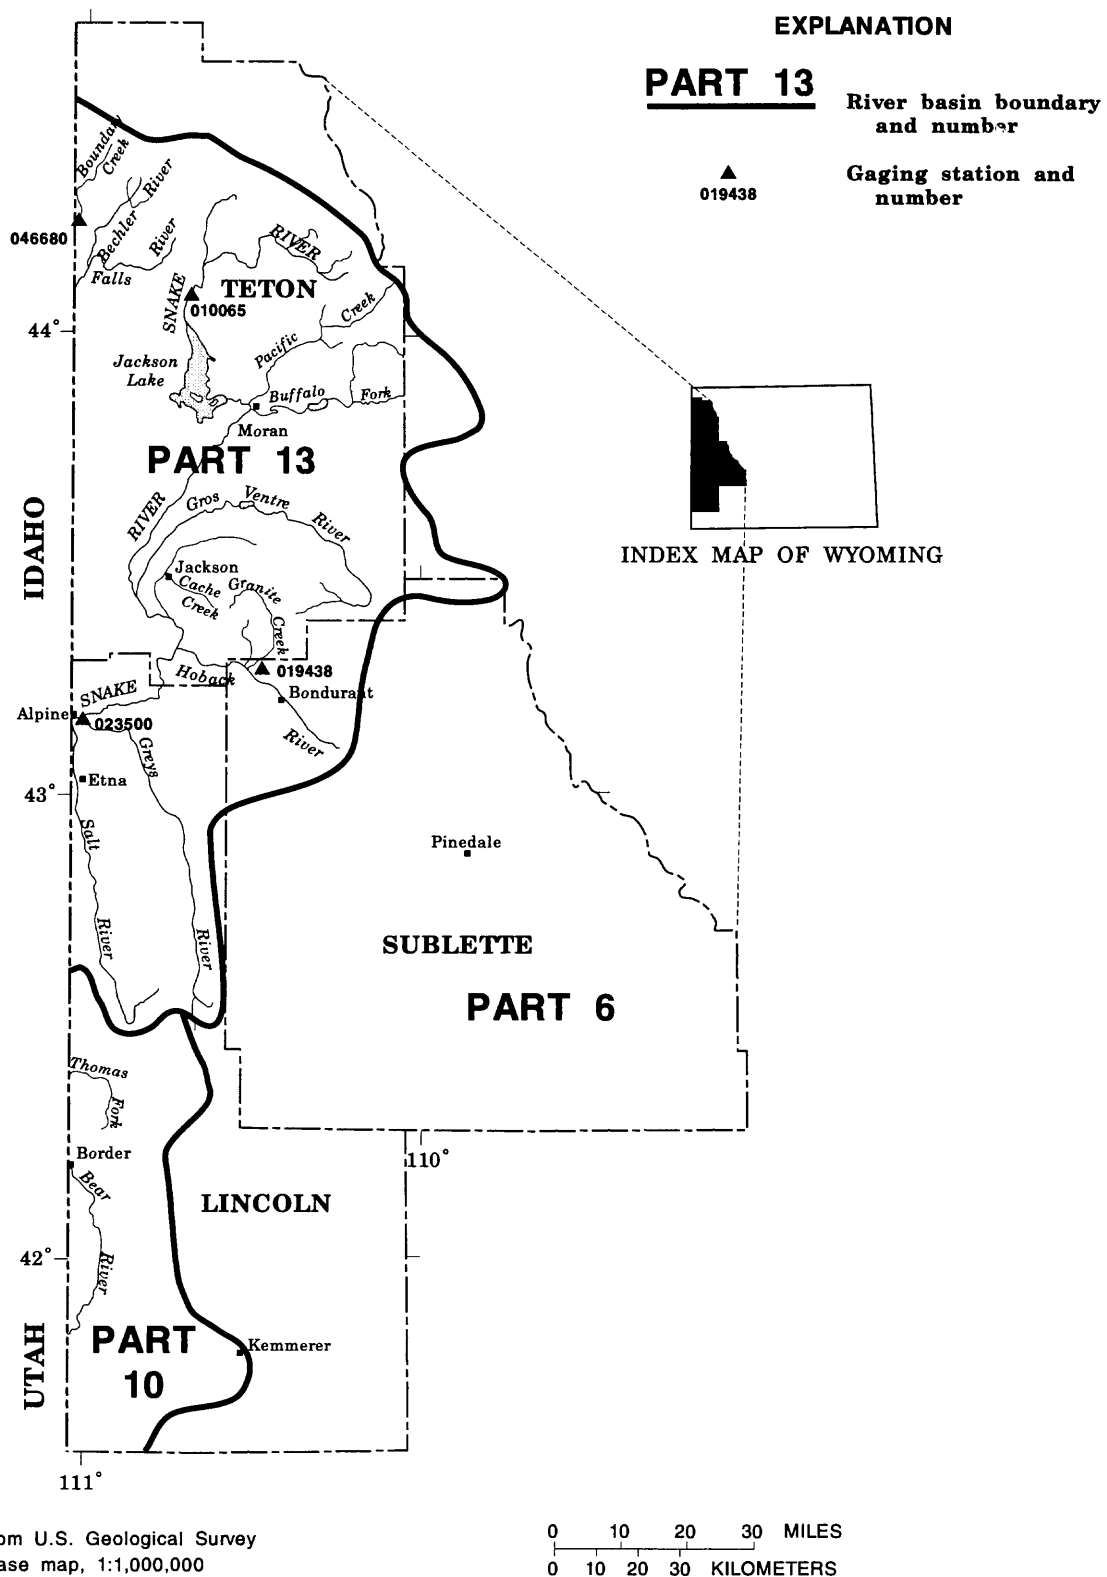 EXPLANATION
PART 13
River basin boundary
and number
019438
Gaging station and
number
Boundary
Creek
046680
Bechler
River
Falls
River
SNAKE
RIVER
TETON
010065
44°
Creek
Pacific
Jackson
Lake
Buffalo
Fork
Moran
PART 13
IDAHO
RIVER
Gros
Ventre
River
INDEX MAP OF WYOMING
Jackson
Cache
Creek
Granite
Creek
Hoback
019438
SNAKE
Bondurant
Alpine
023500
River
Greys
Etna
43°
Salt
Pinedale
River
River
SUBLETTE
PART 6
Thomas
Fork
Border
110°
Bear
LINCOLN
42°
River
UTAH
PART
10
Kemmerer
111°
om U.S. Geological Survey
ase map, 1:1,000,000
0 10 20 30 MILES
0 10 20 30 KILOMETERS